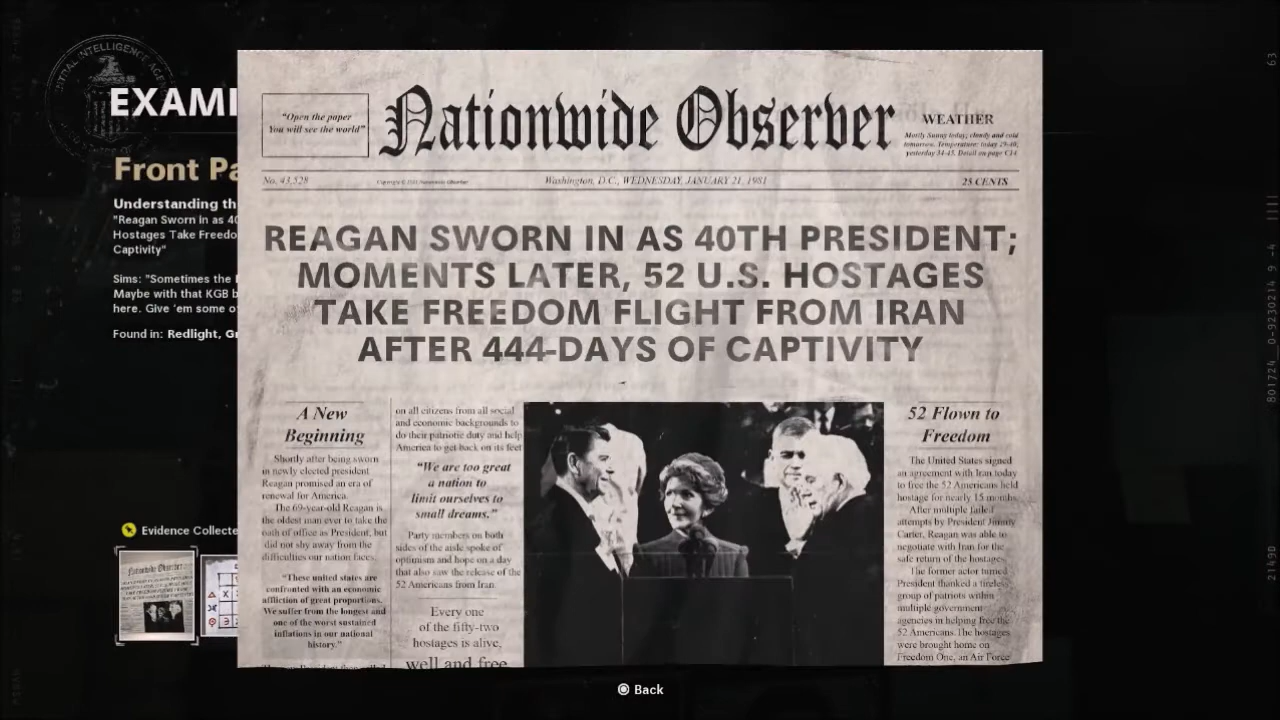 CENTRAL INTELLIGENCE AGE
EXAMI
Front Pa
Understanding th
"Reagan Sworn in as 40
Hostages Take Freedo
Captivity"
Sims: "Sometimes the
Maybe with that KGB b
here. Give 'em some o
Found in: Redlight, Gr
Evidence Collecte
"Open the paper
You will see the world"
Nationwide Observer
WEATHER
Mostly Sunny today; cloudy and cold
tomorrow. Temperature: today 29-40;
yesterday 34-45. Detail on page C14
No. 43,528
Copyright © 1981 Nationwide Observer
Washington, D.C., WEDNESDAY, JANUARY 21, 1981
25 CENTS
REAGAN SWORN IN AS 40TH PRESIDENT;
MOMENTS LATER, 52 U.S. HOSTAGES
TAKE FREEDOM FLIGHT FROM IRAN
AFTER 444-DAYS OF CAPTIVITY
A New
Beginning
Shortly after being sworn
in newly elected president
Reagan promised an era of
renewal for America.
The 69-year-old Reagan is
the oldest man ever to take the
oath of office as President, but
did not shy away from the
difficulties our nation faces.
"These united states are
confronted with an economic
affliction of great proportions.
We suffer from the longest and
one of the worst sustained
inflations in our national
history."
on all citizens from all social
and economic backgrounds to
do their patriotic duty and help
America to get back on its feet
"We are too great
a nation to
limit ourselves to
small dreams."
Party members on both
sides of the aisle spoke of
optimism and hope on a day
that also saw the release of the
52 Americans from Iran.
Every one
of the fifty-two
hostages is alive,
well and free
52 Flown to
Freedom
The United States signed
an agreement with Iran today
to free the 52 Americans held
hostage for nearly 15 months.
After multiple failed
attempts by President Jimmy
Carter, Reagan was able to
negotiate with Iran for the
safe return of the hostages.
The former actor turned
President thanked a tireless
group of patriots within
multiple government
agencies in helping free the
52 Americans. The hostages
were brought home on
Freedom One, an Air Force
63
801724 0-9230214 9 -4
2149D
Back